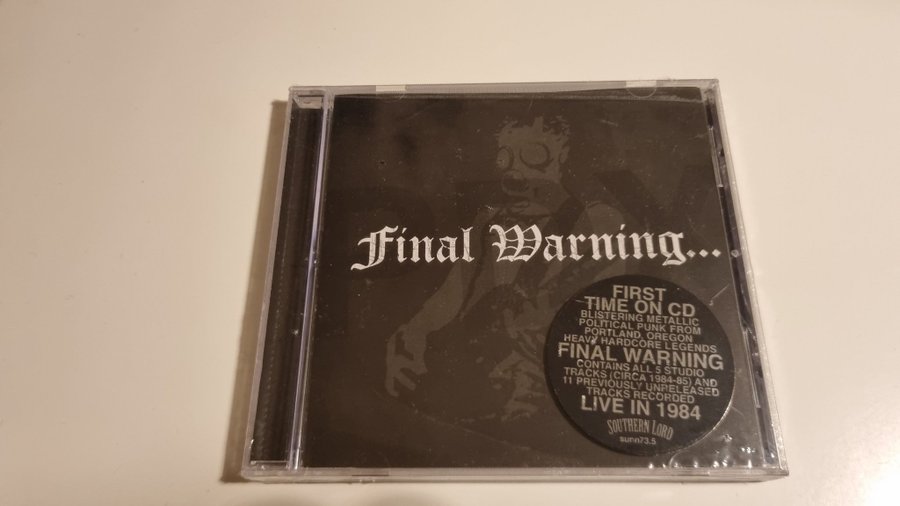 Final Warning...
FIRST
TIME ON CD
BLISTERING METALLIC
POLITICAL PUNK FROM
PORTLAND, OREGON
HEAVY HARDCORE LEGENDS
FINAL WARNING
CONTAINS ALL 5 STUDIO
TRACKS (CIRCA 1984-85) AND
11 PREVIOUSLY UNRELEASED
TRACKS RECORDED
LIVE IN 1984
SOUTHERN LORD
sunn73.5